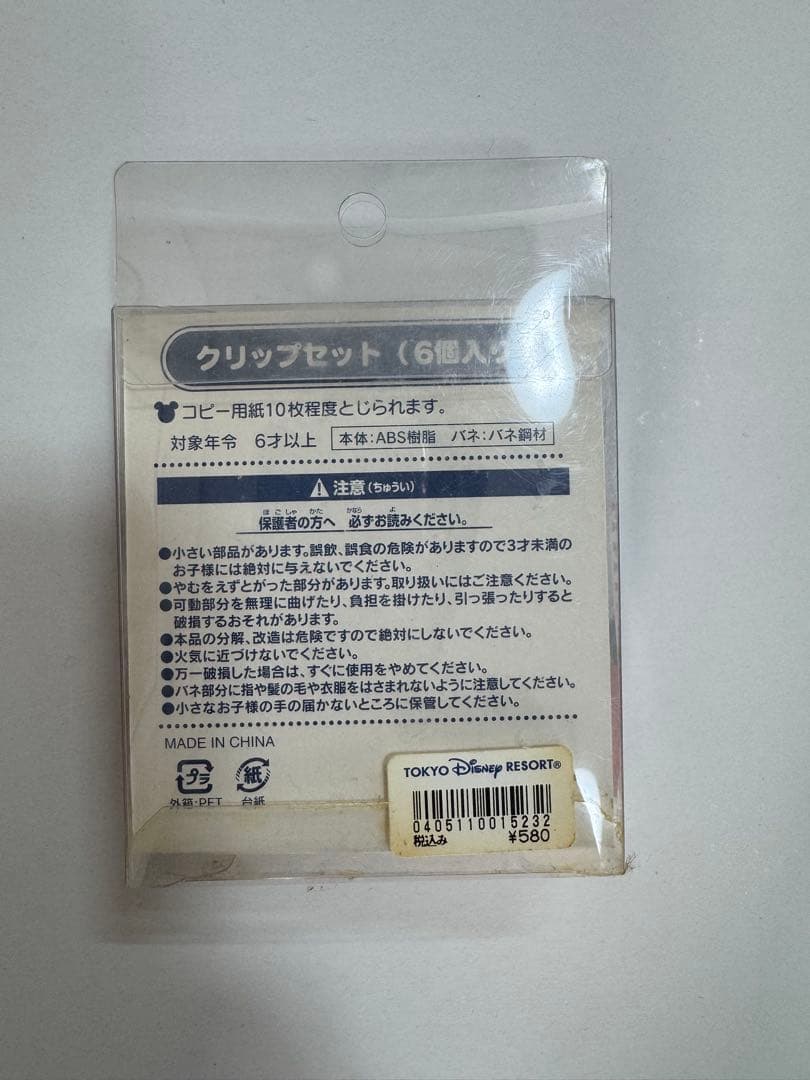 クリップセット（6個入り
コピー用紙10枚程度とじられます。
対象年令 6才以上 本体:ABS樹脂 バネ:バネ鋼材
注意(ちゅうい)
ほごしゃ かた かなら よ
保護者の方へ 必ずお読みください。
●小さい部品があります。誤飲、誤食の危険がありますので3才未満の
お子様には絶対に与えないでください。
●やむをえずとがった部分があります。取り扱いにはご注意ください。
●可動部分を無理に曲げたり、負担を掛けたり、引っ張ったりすると
破損するおそれがあります。
●本品の分解、改造は危険ですので絶対にしないでください。
●火気に近づけないでください。
●万一破損した場合は、すぐに使用をやめてください。
●バネ部分に指や髪の毛や衣服をはさまれないように注意してください。
●小さなお子様の手の届かないところに保管してください。
MADE IN CHINA
プラ 紙
外箱:PET 台紙
TOKYO Disney RESORT®
0405110015232
税込み ¥580